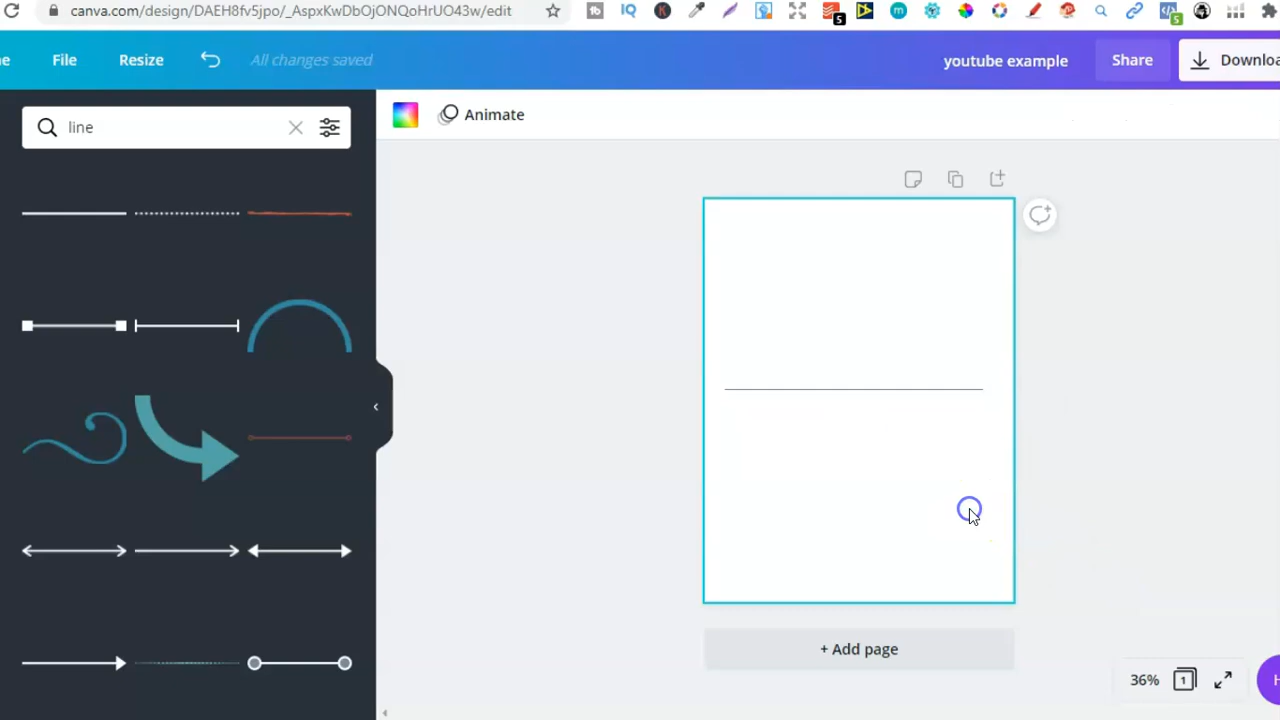 canva.com/design/DAEH8fv5jpo/_AspxKwDbOjONQoHrUO43w/edit
File
Resize
All changes saved
youtube example
Share
line
Animate
+ Add page
36%
1